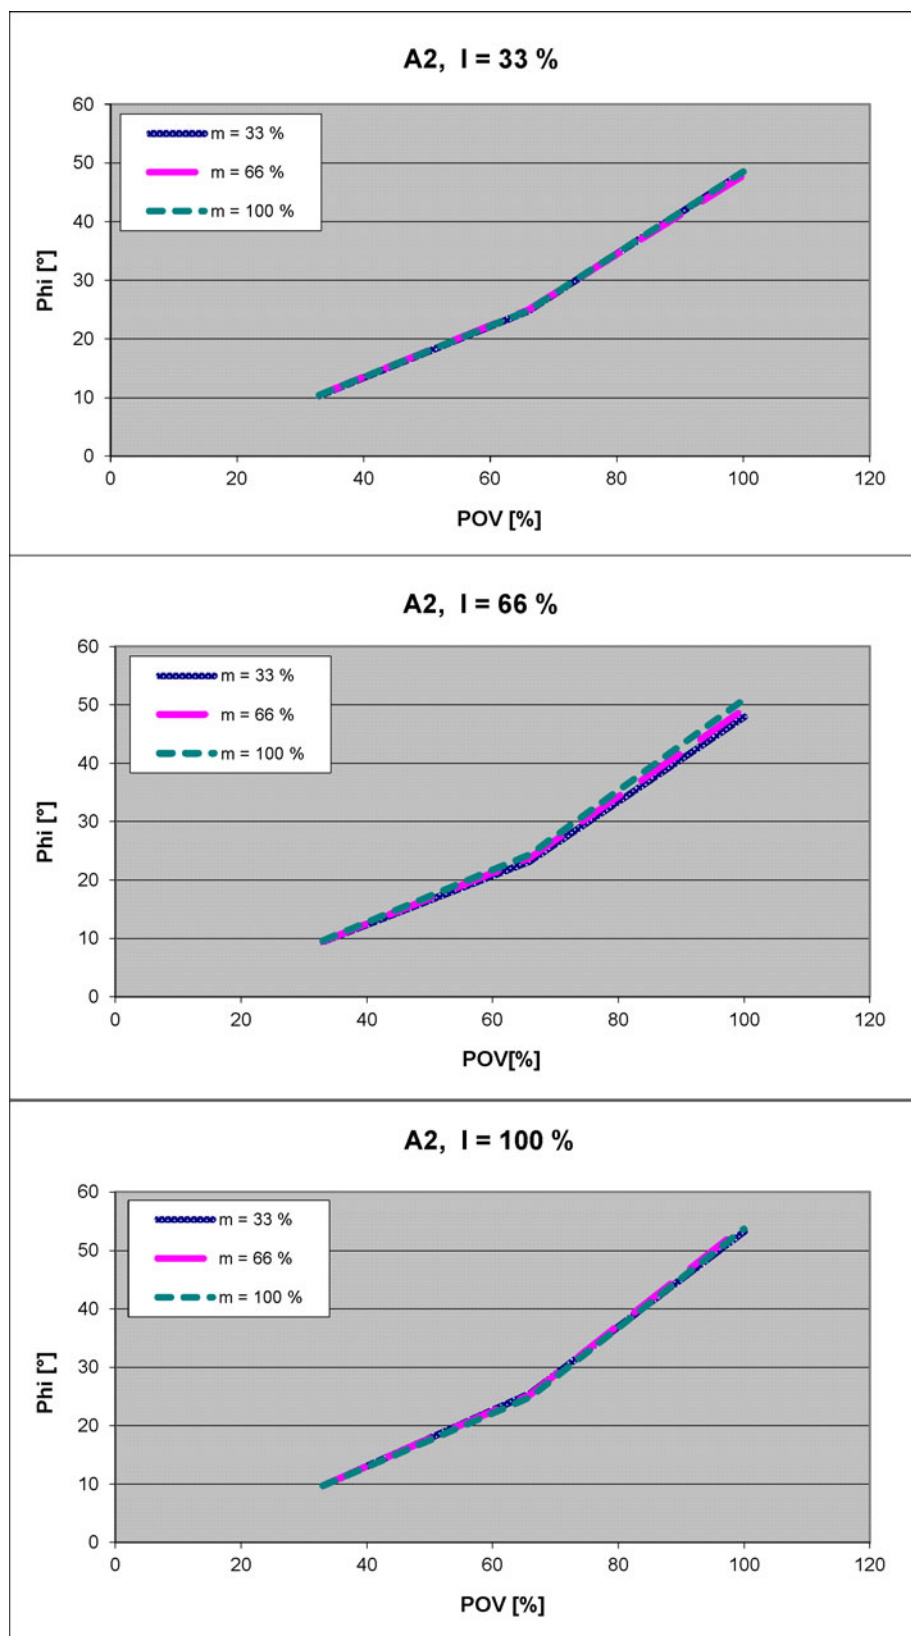 A2, I = 33 %
60
50
40
30
20
10
0
m = 33 %
m = 66 %
m = 100 %
Phi [°]
0 20 40 60 80 100 120
POV [%]
A2, I = 66 %
60
50
40
30
20
10
0
m = 33 %
m = 66 %
m = 100 %
Phi [°]
0 20 40 60 80 100 120
POV[%]
A2, I = 100 %
60
50
40
30
20
10
0
m = 33 %
m = 66 %
m = 100 %
Phi [°]
0 20 40 60 80 100 120
POV [%]